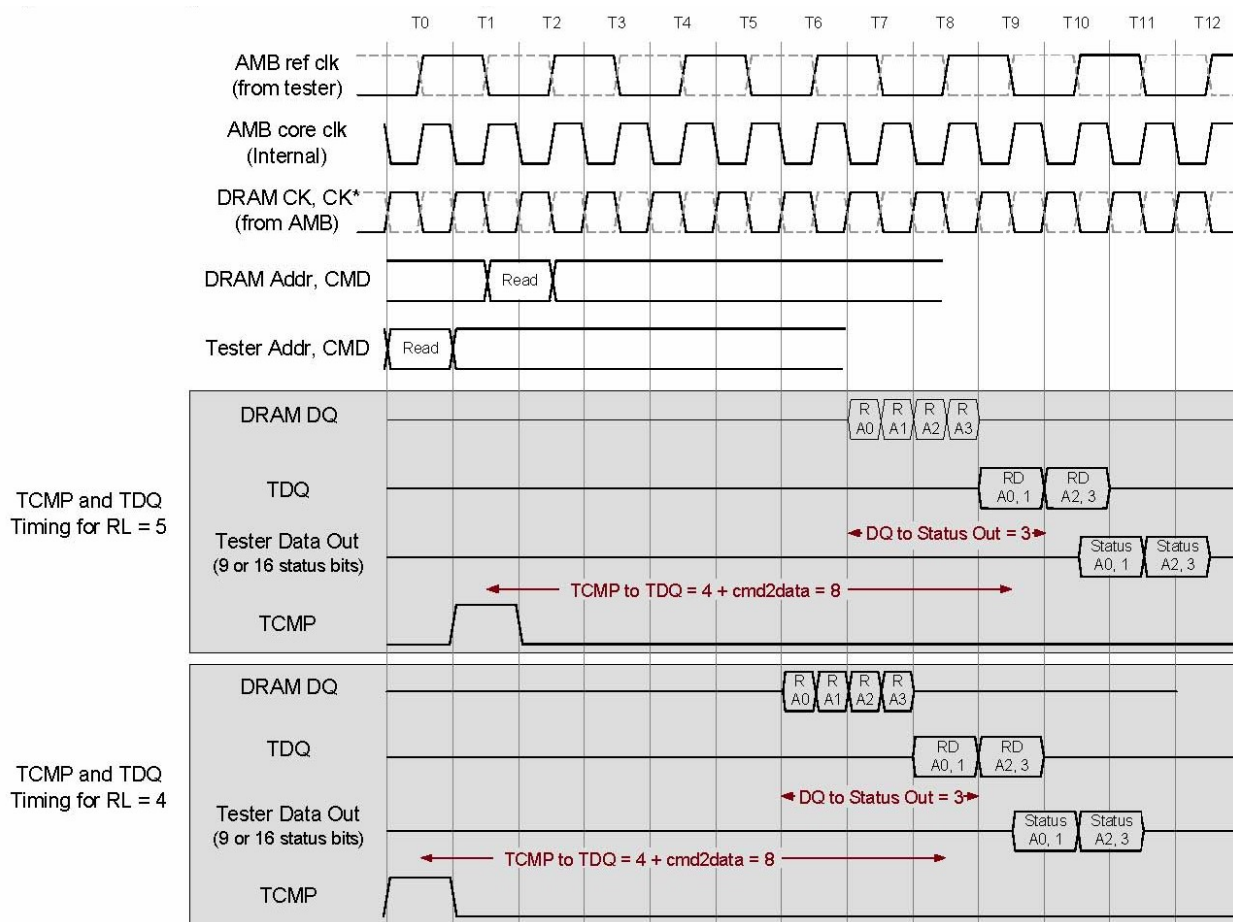 T0 T1 T2 T3 T4 T5 T6 T7 T8 T9 T10 T11 T12
AMB ref clk
(from tester)
AMB core clk
(Internal)
DRAM CK, CK*
(from AMB)
DRAM Addr, CMD
Read
Tester Addr, CMD
Read
TCMP and TDQ
Timing for RL = 5
DRAM DQ
R R R R
A0 A1 A2 A3
TDQ
RD RD
A0, 1 A2, 3
DQ to Status Out = 3
Tester Data Out
(9 or 16 status bits)
Status Status
A0, 1 A2, 3
TCMP to TDQ = 4 + cmd2data = 8
TCMP
TCMP and TDQ
Timing for RL = 4
DRAM DQ
R R R R
A0 A1 A2 A3
TDQ
RD RD
A0, 1 A2, 3
DQ to Status Out = 3
Tester Data Out
(9 or 16 status bits)
Status Status
A0, 1 A2, 3
TCMP to TDQ = 4 + cmd2data = 8
TCMP